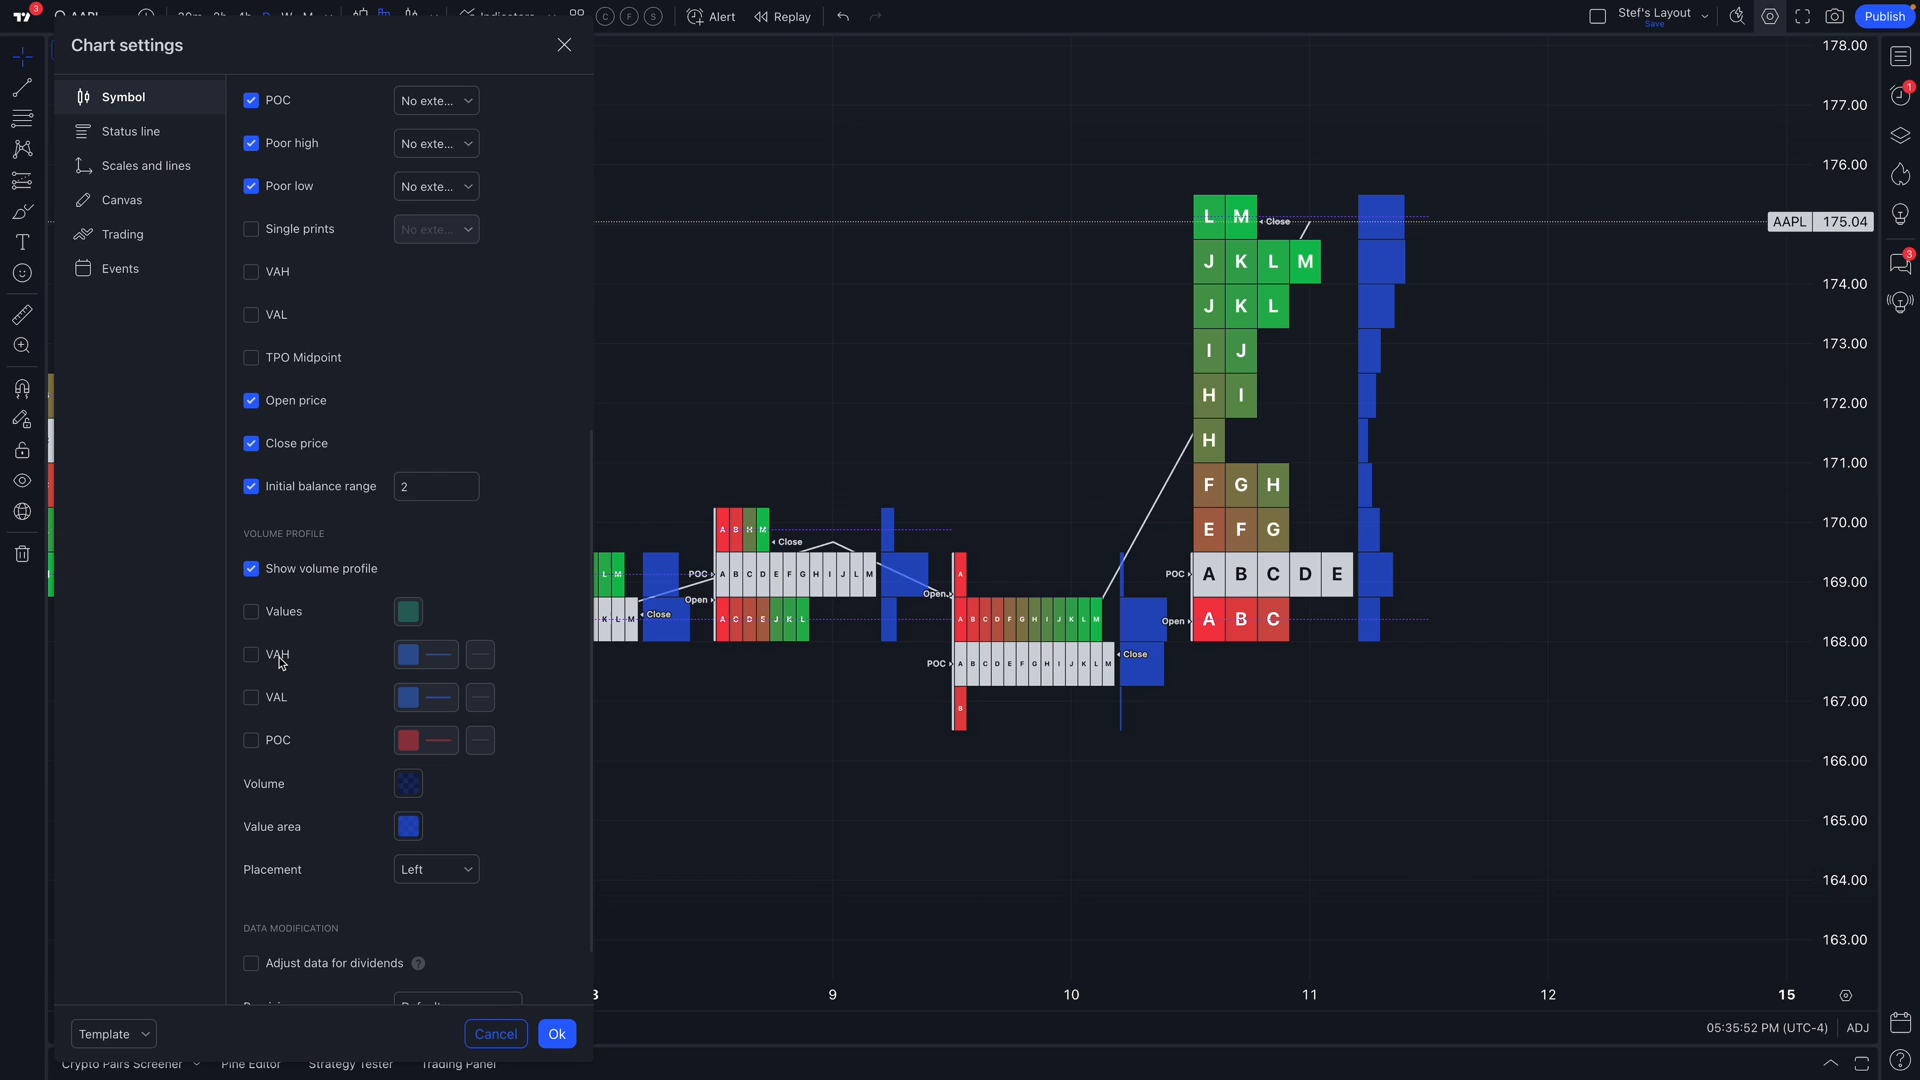 3
Alert
Replay
Stef's Layout
Save
Publish
C F S
Chart settings
Symbol
Status line
Scales and lines
Canvas
Trading
Events
POC No exte...
Poor high No exte...
Poor low No exte...
Single prints No exte...
VAH
VAL
TPO Midpoint
Open price
Close price
Initial balance range 2
VOLUME PROFILE
Show volume profile
Values
VAH
VAL
POC
Volume
Value area
Placement Left
DATA MODIFICATION
Adjust data for dividends ?
Template
Cancel
Ok
Crypto Pairs Screener
Pine Editor
Strategy Tester
Trading Panel
L M
K L M
Close
A B H M
Close
POC A B C D E F G H I J L M
Open
A C D E J K L
Open A
A B C D F G H I J K L M
POC A B C D E F G H I J K L M
Close
B
L M Close
J K L M
J K L
I J
H I
H
F G H
E F G
POC A B C D E
Open A B C
178.00
177.00
176.00
AAPL 175.04
174.00
173.00
172.00
171.00
170.00
169.00
168.00
167.00
166.00
165.00
164.00
163.00
9 10 11 12 15
05:35:52 PM (UTC-4) ADJ
1
3